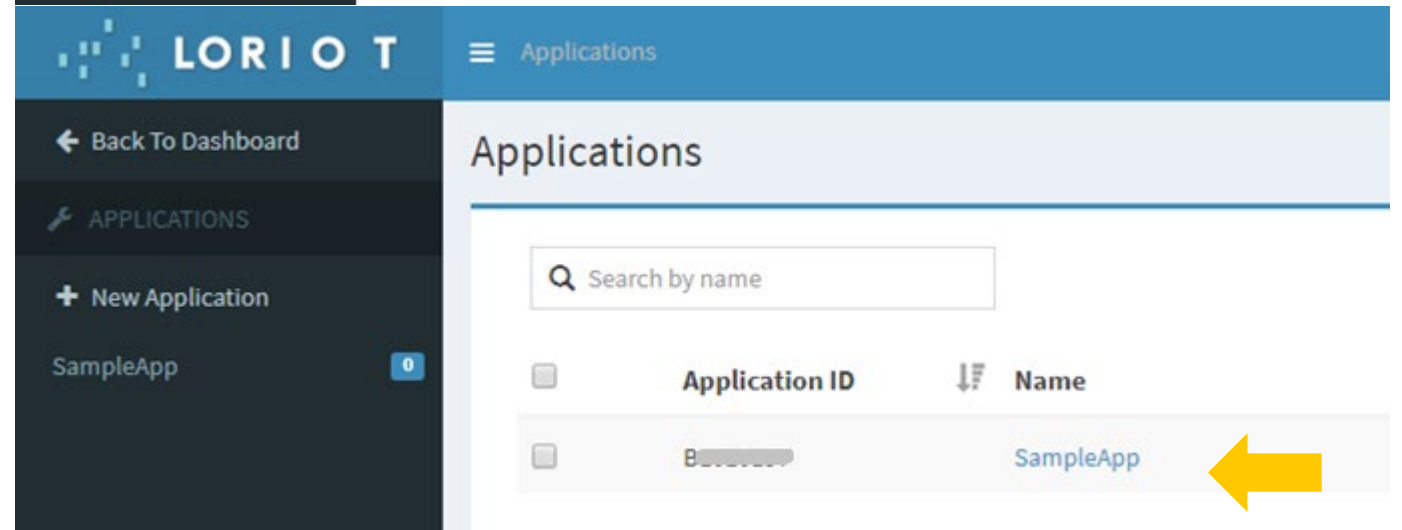 LORIOT
Applications
Back To Dashboard
Applications
APPLICATIONS
Search by name
New Application
SampleApp 0
Application ID Name
SampleApp